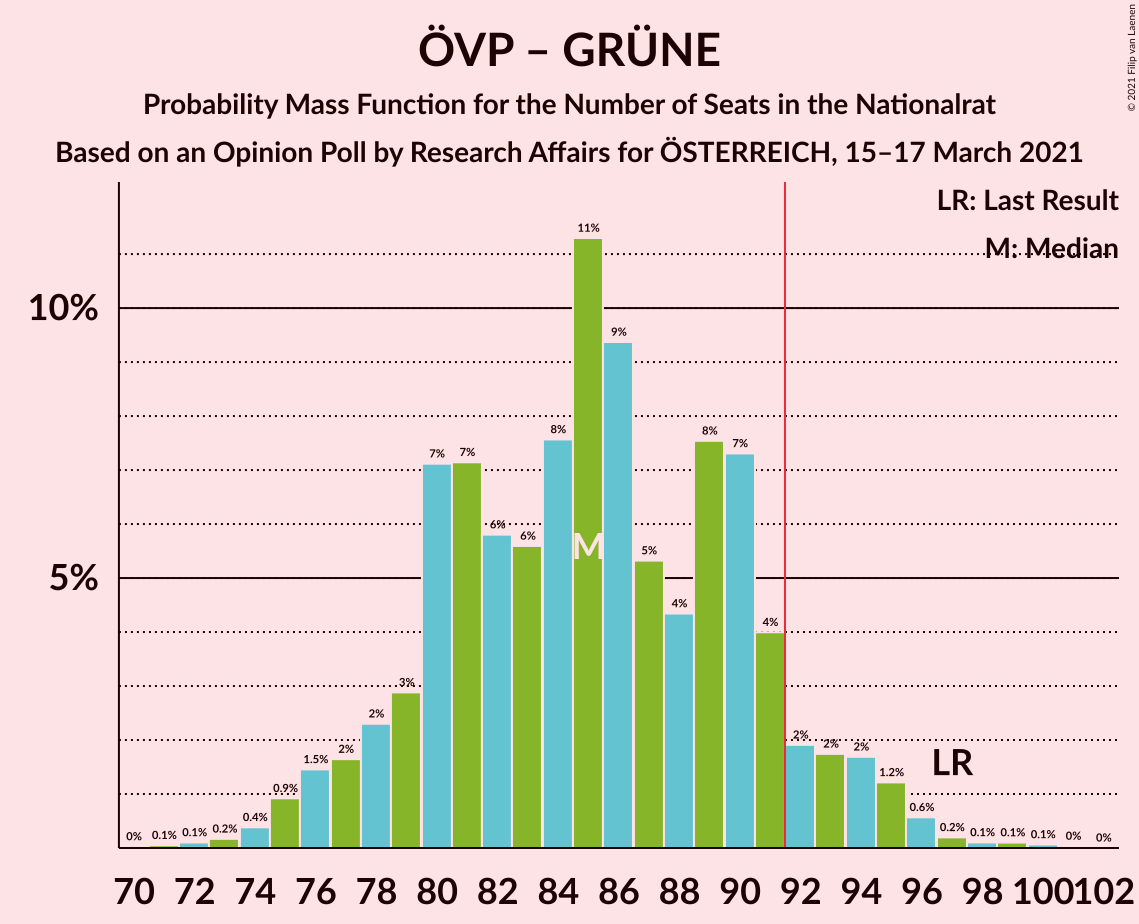 ÖVP – GRÜNE
Probability Mass Function for the Number of Seats in the Nationalrat
Based on an Opinion Poll by Research Affairs for ÖSTERREICH, 15–17 March 2021
© 2021 Filip van Laenen
LR: Last Result
M: Median
10%
5%
0% 0.1% 0.1% 0.2% 0.4% 0.9% 1.5% 2% 2% 3% 7% 7% 6% 6% 8% 11% 9% 5% 4% 8% 7% 4% 2% 2% 2% 1.2% 0.6% 0.2% 0.1% 0.1% 0.1% 0% 0%
M
LR
70 72 74 76 78 80 82 84 86 88 90 92 94 96 98 100 102